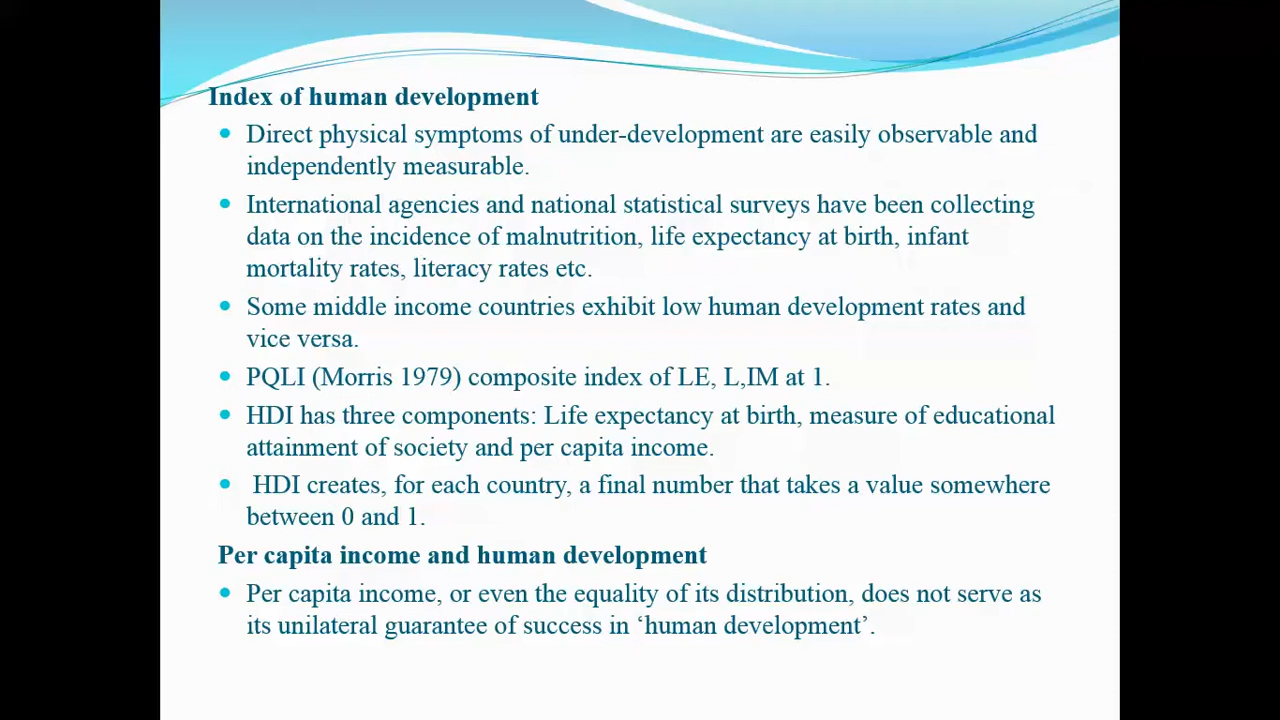 Index of human development
Direct physical symptoms of under-development are easily observable and
independently measurable.
International agencies and national statistical surveys have been collecting
data on the incidence of malnutrition, life expectancy at birth, infant
mortality rates, literacy rates etc.
Some middle income countries exhibit low human development rates and
vice versa.
PQLI (Morris 1979) composite index of LE, L,IM at 1.
HDI has three components: Life expectancy at birth, measure of educational
attainment of society and per capita income.
HDI creates, for each country, a final number that takes a value somewhere
between 0 and 1.
Per capita income and human development
Per capita income, or even the equality of its distribution, does not serve as
its unilateral guarantee of success in ‘human development’.